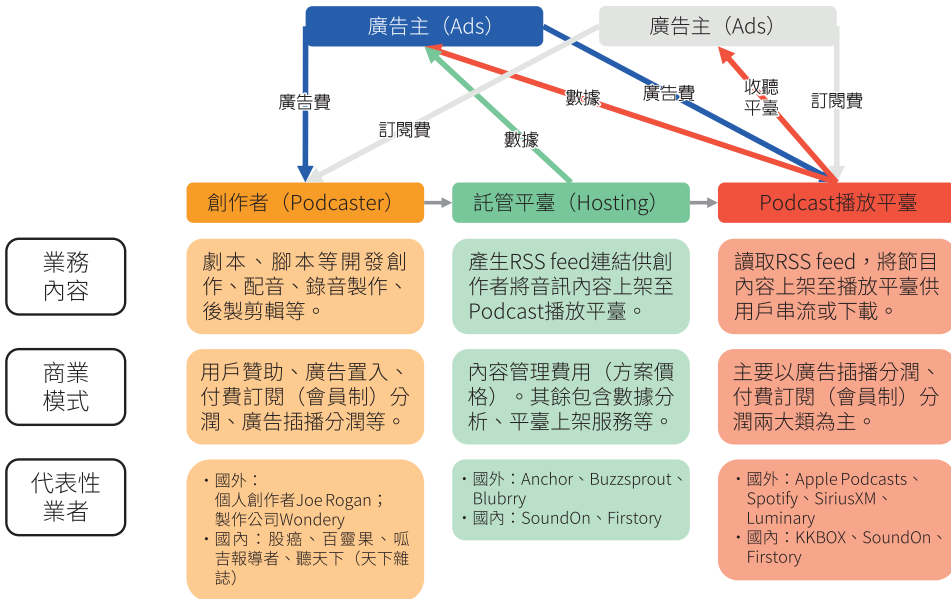 廣告主（Ads）
廣告主（Ads）
廣告費
訂閱費
數據
數據
廣告費
收聽
平臺
訂閱費
創作者（Podcaster）
託管平臺（Hosting）
Podcast播放平臺
業務
內容
劇本、腳本等開發創
作、配音、錄音製作、
後製剪輯等。
產生RSS feed連結供創
作者將音訊內容上架至
Podcast播放平臺。
讀取RSS feed，將節目
內容上架至播放平臺供
用戶串流或下載。
商業
模式
用戶贊助、廣告置入、
付費訂閱（會員制）分
潤、廣告插播分潤等。
內容管理費用（方案價
格）。其餘包含數據分
析、平臺上架服務等。
主要以廣告插播分潤、
付費訂閱（會員制）分
潤兩大類為主。
代表性
業者
・國外：
個人創作者Joe Rogan；
製作公司Wondery
・國內：股癌、百靈果、呱
吉報導者、聽天下（天下雜
誌）
・國外：Anchor、Buzzsprout、
Blubrry
・國內：SoundOn、Firstory
・國外：Apple Podcasts、
Spotify、SiriusXM、
Luminary
・國內：KKBOX、SoundOn、
Firstory